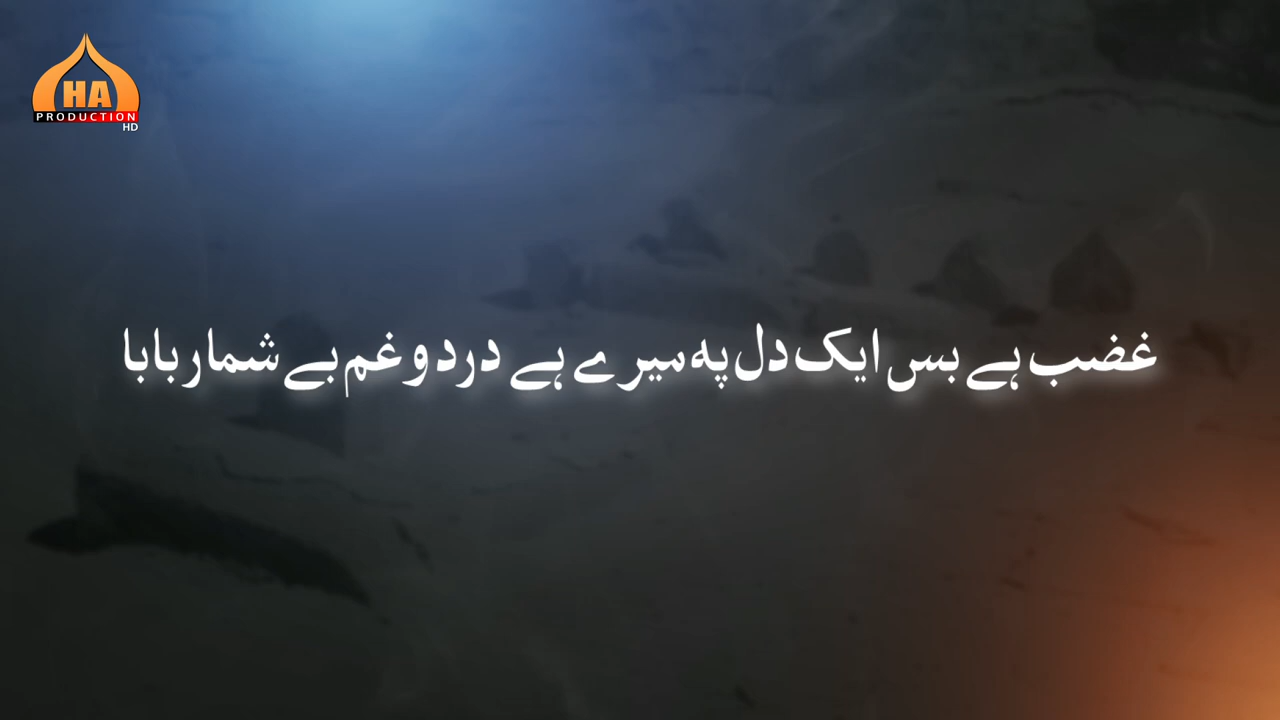 HA
PRODUCTION
HD
غضب ہے بس ایک دل پہ میرے ہے درد و غم بے شمار بابا